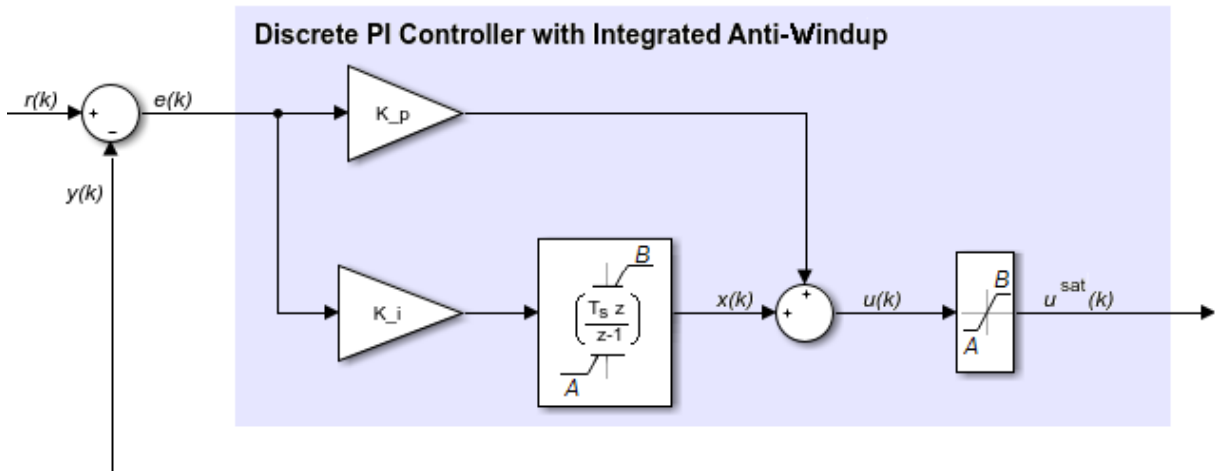 Discrete PI Controller with Integrated Anti-Windup
r(k)
+
−
e(k)
K_p
y(k)
K_i
B
T_s z
z-1
A
x(k)
+
+
u(k)
B
A
u^sat(k)